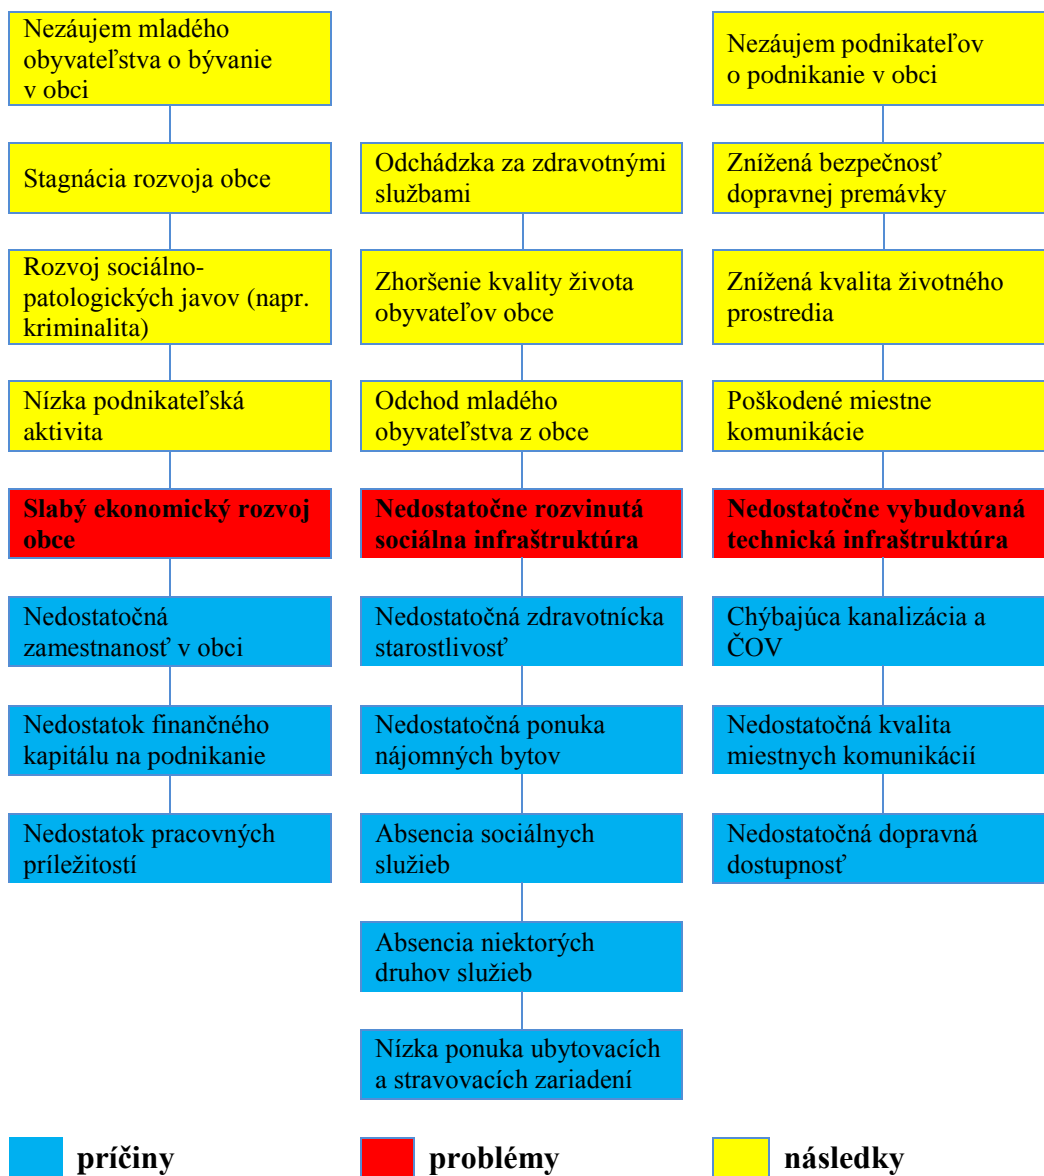 Nezáujem mladého
obyvateľstva o bývanie
v obci
Stagnácia rozvoja obce
Rozvoj sociálno-
patologických javov (napr.
kriminalita)
Nízka podnikateľská
aktivita
Slabý ekonomický rozvoj
obce
Nedostatočná
zamestnanosť v obci
Nedostatok finančného
kapitálu na podnikanie
Nedostatok pracovných
príležitostí
Odchádzka za zdravotnými
službami
Zhoršenie kvality života
obyvateľov obce
Odchod mladého
obyvateľstva z obce
Nedostatočne rozvinutá
sociálna infraštruktúra
Nedostatočná zdravotnícka
starostlivosť
Nedostatočná ponuka
nájomných bytov
Absencia sociálnych
služieb
Absencia niektorých
druhov služieb
Nízka ponuka ubytovacích
a stravovacích zariadení
Nezáujem podnikateľov
o podnikanie v obci
Znížená bezpečnosť
dopravnej premávky
Znížená kvalita životného
prostredia
Poškodené miestne
komunikácie
Nedostatočne vybudovaná
technická infraštruktúra
Chýbajúca kanalizácia a
ČOV
Nedostatočná kvalita
miestnych komunikácií
Nedostatočná dopravná
dostupnosť
príčiny
problémy
následky